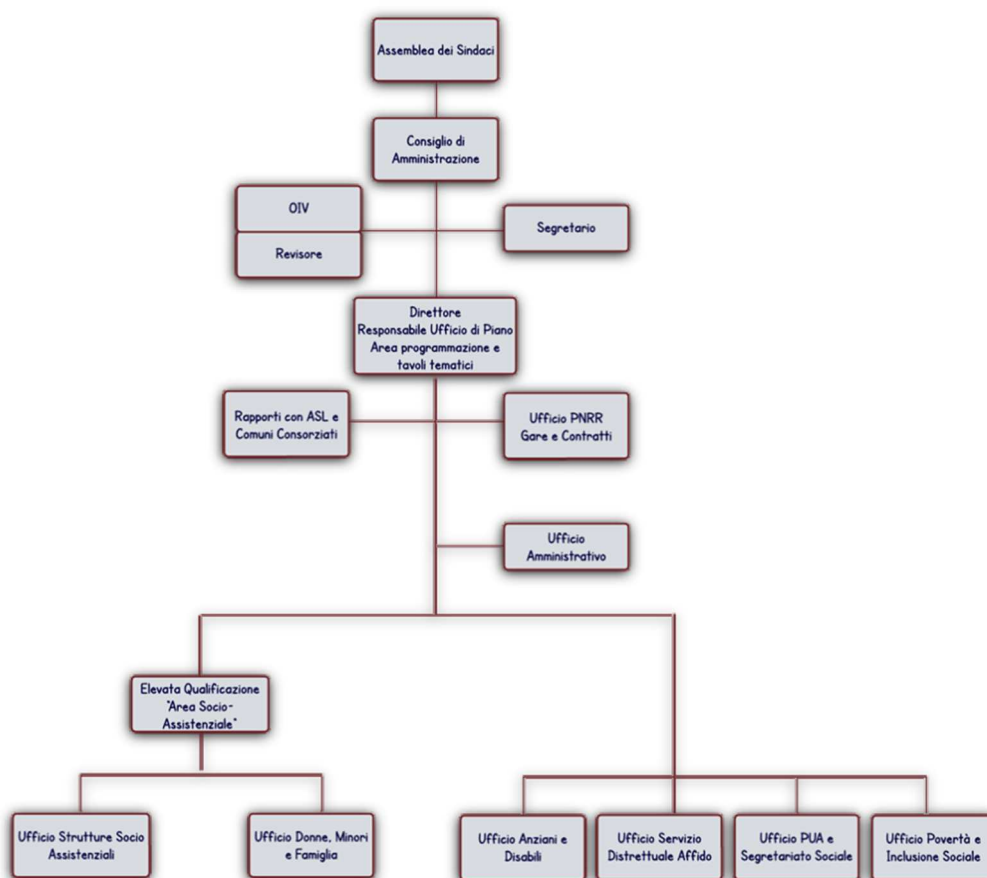 Assemblea dei Sindaci
Consiglio di
Amministrazione
OIV
Revisore
Segretario
Direttore
Responsabile Ufficio di Piano
Area programmazione e
tavoli tematici
Rapporti con ASL e
Comuni Consorziati
Ufficio PNRR
Gare e Contratti
Ufficio
Amministrativo
Elevata Qualificazione
"Area Socio-
Assistenziale"
Ufficio Strutture Socio
Assistenziali
Ufficio Donne, Minori
e Famiglia
Ufficio Anziani e
Disabili
Ufficio Servizio
Distrettuale Affido
Ufficio PUA e
Segretariato Sociale
Ufficio Povertà e
Inclusione Sociale